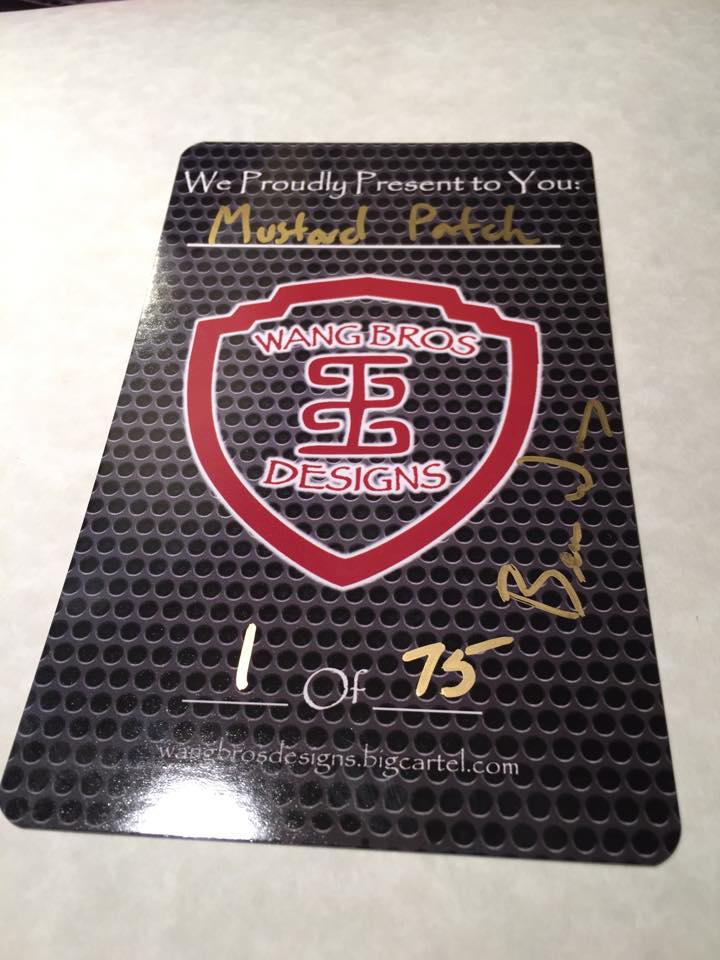 We Proudly Present to You:
Mustard Patch
WANG BROS
DESIGNS
1 Of 75
wangbrosdesigns.bigcartel.com